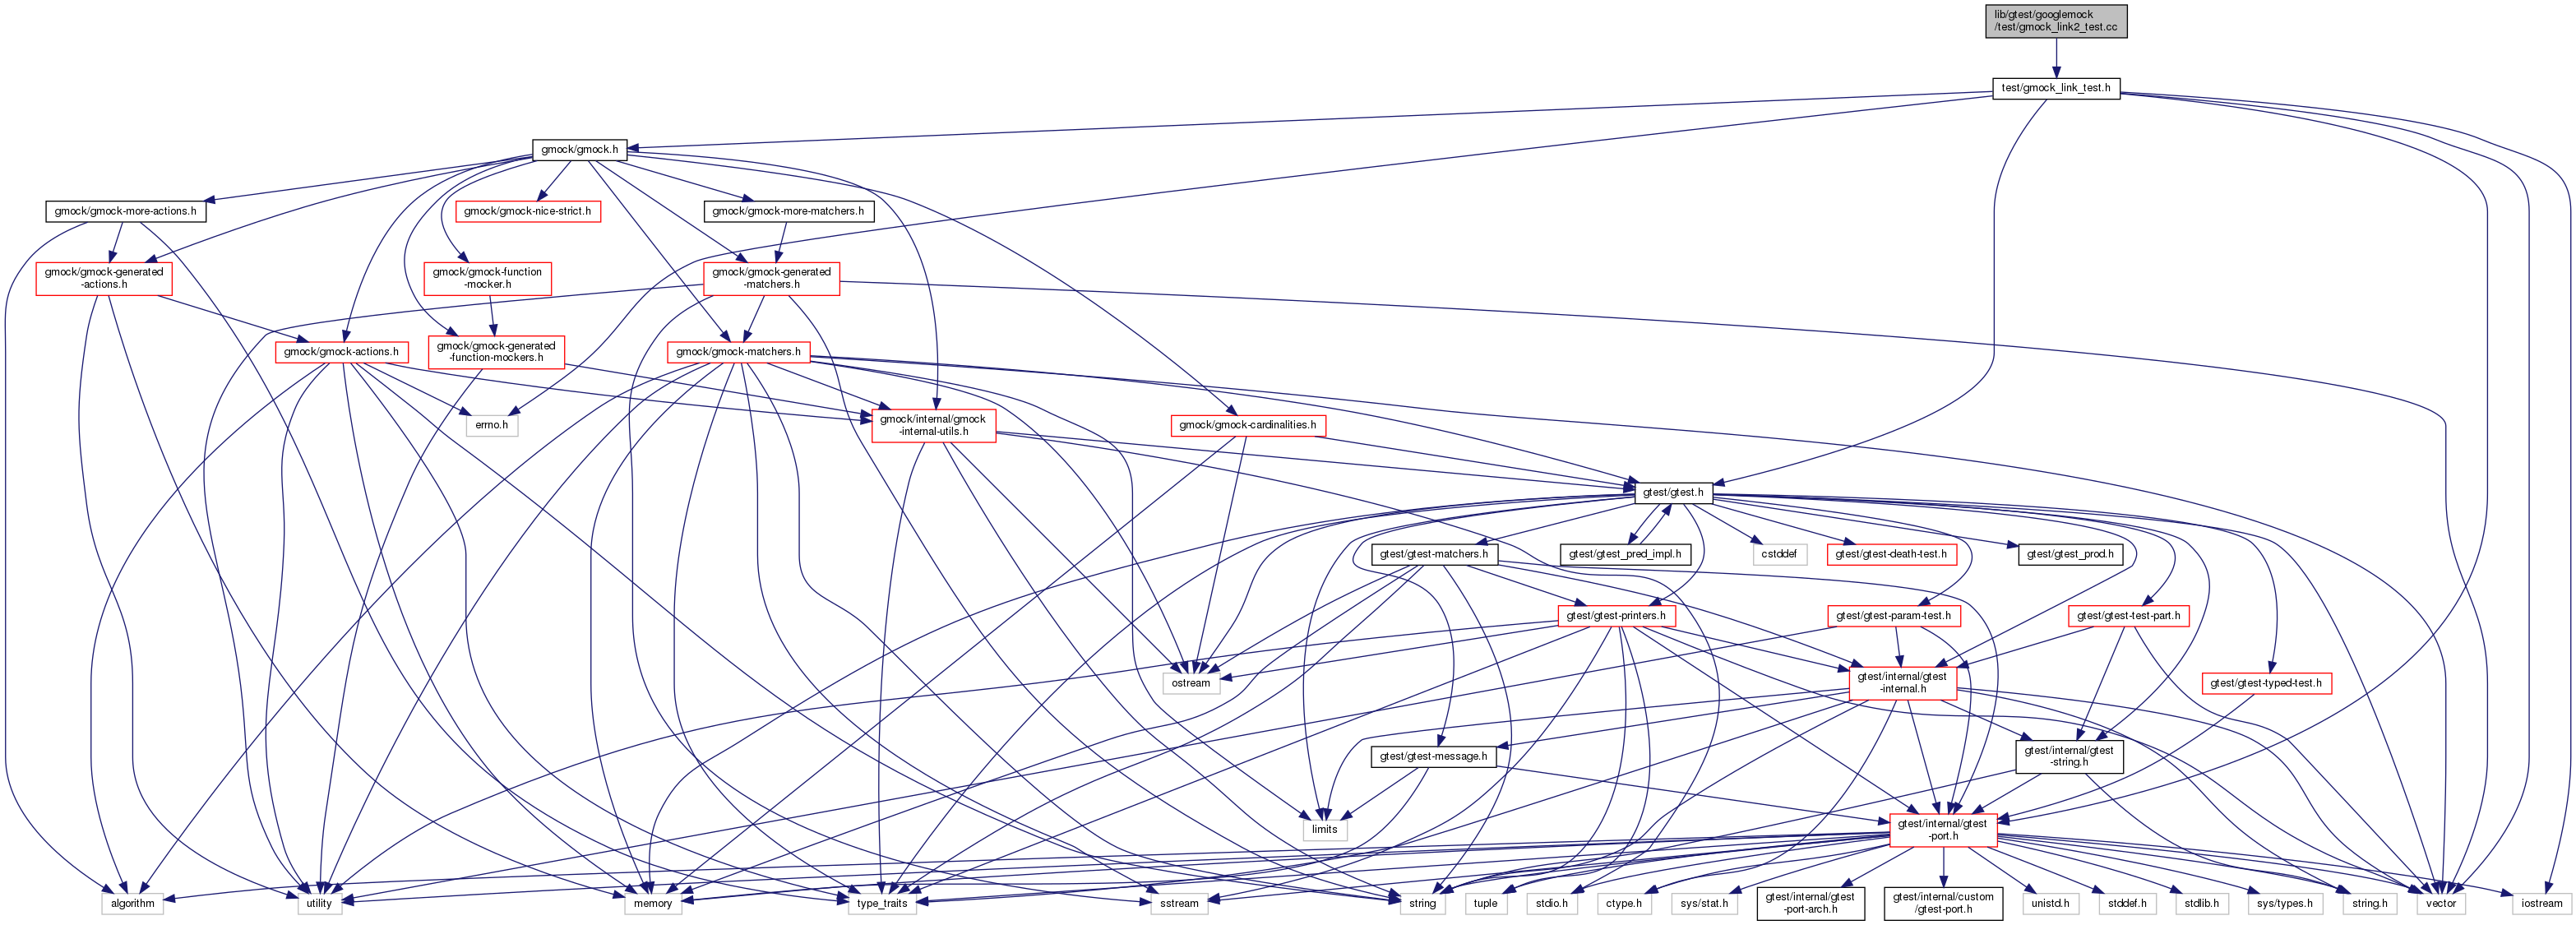 lib/gtest/googlemock
/test/gmock_link2_test.cc
test/gmock_link_test.h
gmock/gmock.h
gmock/gmock-more-actions.h
gmock/gmock-nice-strict.h
gmock/gmock-more-matchers.h
gmock/gmock-generated
-actions.h
gmock/gmock-function
-mocker.h
gmock/gmock-generated
-matchers.h
gmock/gmock-actions.h
gmock/gmock-generated
-function-mockers.h
gmock/gmock-matchers.h
errno.h
gmock/internal/gmock
-internal-utils.h
gmock/gmock-cardinalities.h
gtest/gtest.h
gtest/gtest-matchers.h
gtest/gtest_pred_impl.h
cstddef
gtest/gtest-death-test.h
gtest/gtest_prod.h
gtest/gtest-printers.h
gtest/gtest-param-test.h
gtest/gtest-test-part.h
ostream
gtest/internal/gtest
-internal.h
gtest/gtest-typed-test.h
gtest/gtest-message.h
gtest/internal/gtest
-string.h
limits
gtest/internal/gtest
-port.h
algorithm
utility
memory
type_traits
sstream
string
tuple
stdio.h
ctype.h
sys/stat.h
gtest/internal/gtest
-port-arch.h
gtest/internal/custom
/gtest-port.h
unistd.h
stddef.h
stdlib.h
sys/types.h
string.h
vector
iostream